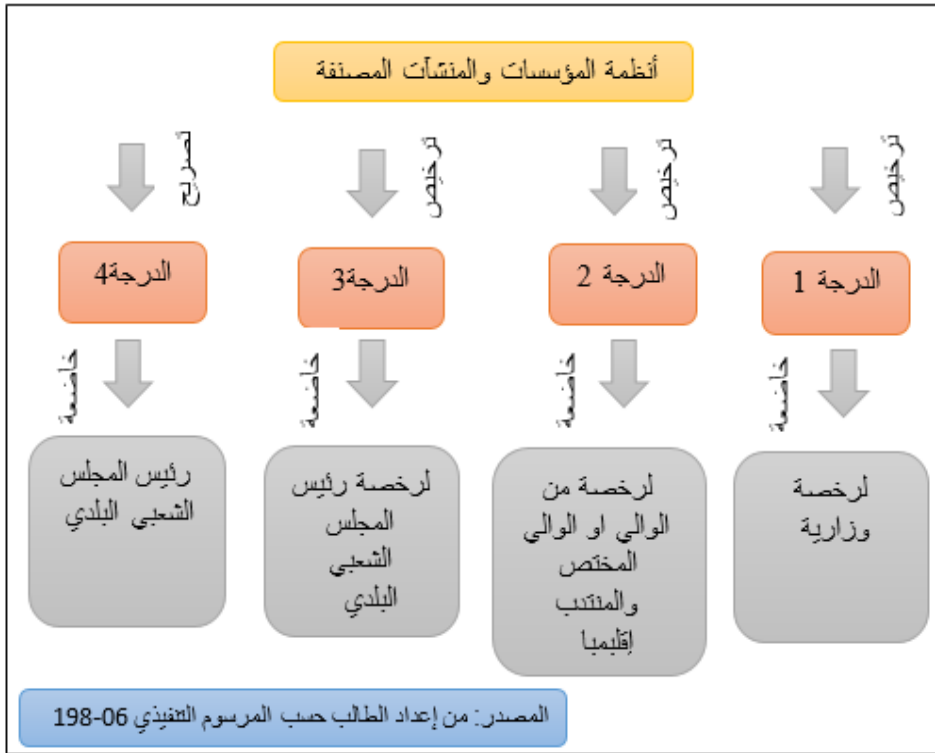 أنظمة المؤسسات والمنشآت المصنفة
ترخيص
ترخيص
ترخيص
تصريح
الدرجة 1
الدرجة 2
الدرجة3
الدرجة4
خاضعة
خاضعة
خاضعة
خاضعة
لرخصة
وزارية
لرخصة من
الوالي او الوالي
المختص
والمنتدب
إقليميا
لرخصة رئيس
المجلس
الشعبي
البلدي
رئيس المجلس
الشعبي البلدي
المصدر: من إعداد الطالب حسب المرسوم التنفيذي 06-198